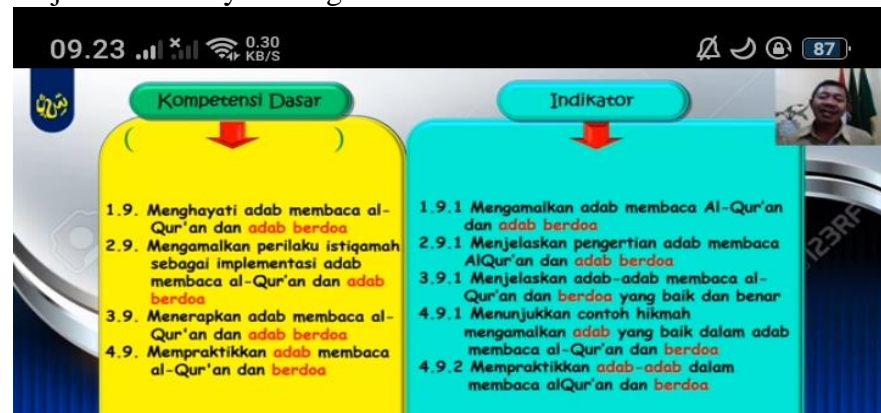 09.23
0.30
KB/S
87
Kompetensi Dasar
( )
1.9. Menghayati adab membaca al-
Qur'an dan adab berdoa
2.9. Mengamalkan perilaku istiqamah
sebagai implementasi adab
membaca al-Qur'an dan adab
berdoa
3.9. Menerapkan adab membaca al-
Qur'an dan adab berdoa
4.9. Mempraktikkan adab membaca
al-Qur'an dan berdoa
Indikator
1.9.1 Mengamalkan adab membaca Al-Qur'an
dan adab berdoa
2.9.1 Menjelaskan pengertian adab membaca
AlQur'an dan adab berdoa
3.9.1 Menjelaskan adab-adab membaca al-
Qur'an dan berdoa yang baik dan benar
4.9.1 Menunjukkan contoh hikmah
mengamalkan adab yang baik dalam adab
membaca al-Qur'an dan berdoa
4.9.2 Mempraktikkan adab-adab dalam
membaca alQur'an dan berdoa
123RF